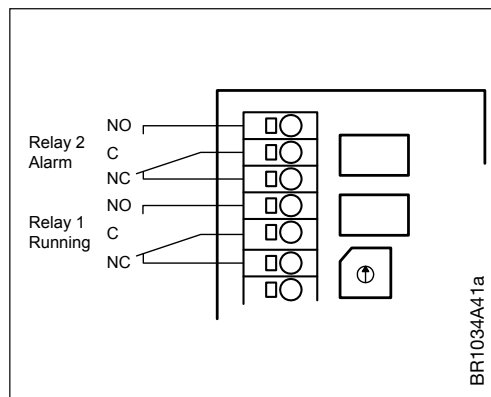 Relay 2
Alarm
NO
C
NC
Relay 1
Running
NO
C
NC
BR1034A41a